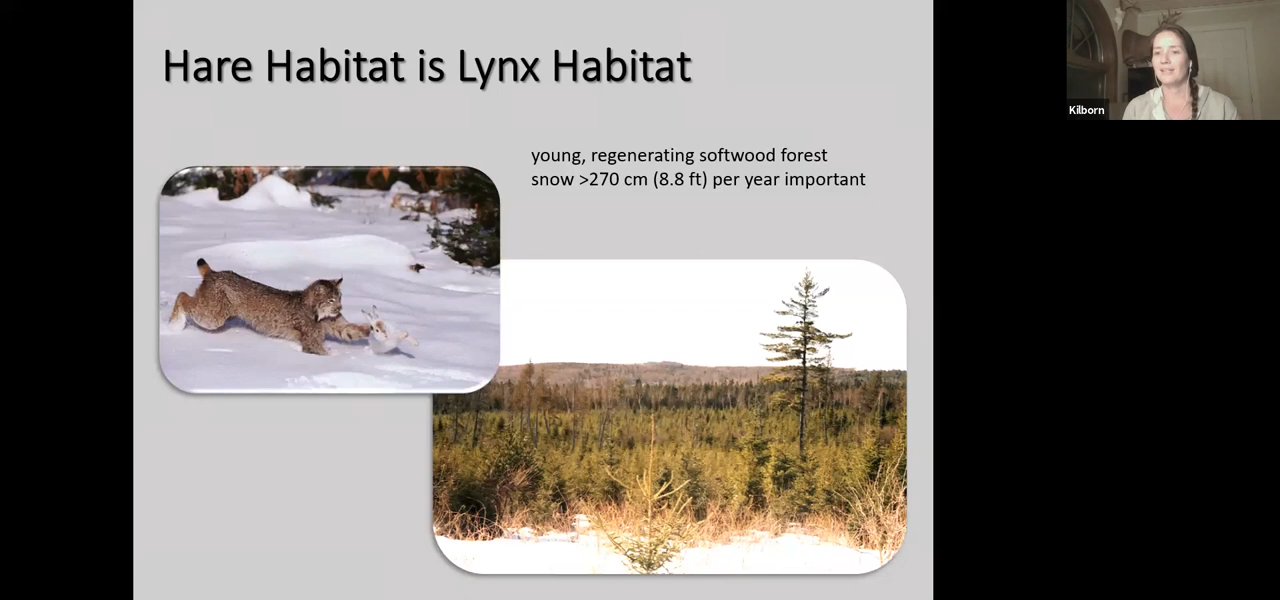 Hare Habitat is Lynx Habitat
Kilborn
young, regenerating softwood forest
snow >270 cm (8.8 ft) per year important